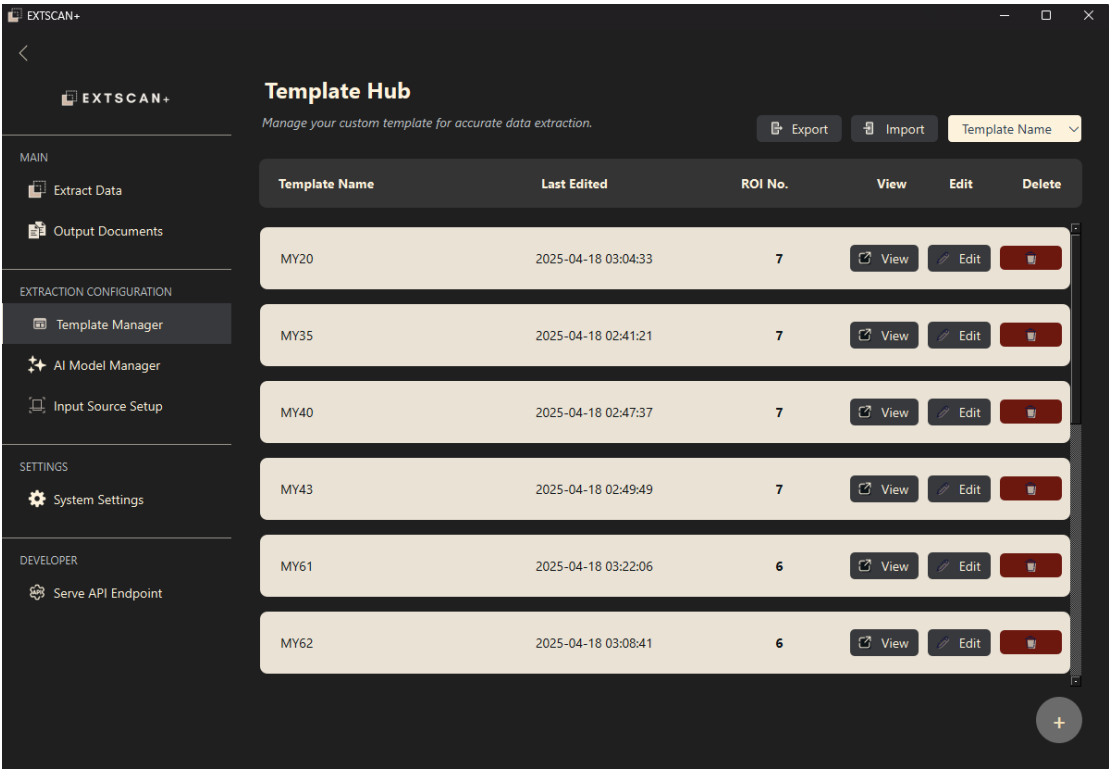 EXTSCAN+
EXTSCAN+
MAIN
Extract Data
Output Documents
EXTRACTION CONFIGURATION
Template Manager
AI Model Manager
Input Source Setup
SETTINGS
System Settings
DEVELOPER
Serve API Endpoint
Template Hub
Manage your custom template for accurate data extraction.
Export Import Template Name
Template Name Last Edited ROI No. View Edit Delete
MY20 2025-04-18 03:04:33 7 View Edit
MY35 2025-04-18 02:41:21 7 View Edit
MY40 2025-04-18 02:47:37 7 View Edit
MY43 2025-04-18 02:49:49 7 View Edit
MY61 2025-04-18 03:22:06 6 View Edit
MY62 2025-04-18 03:08:41 6 View Edit
+